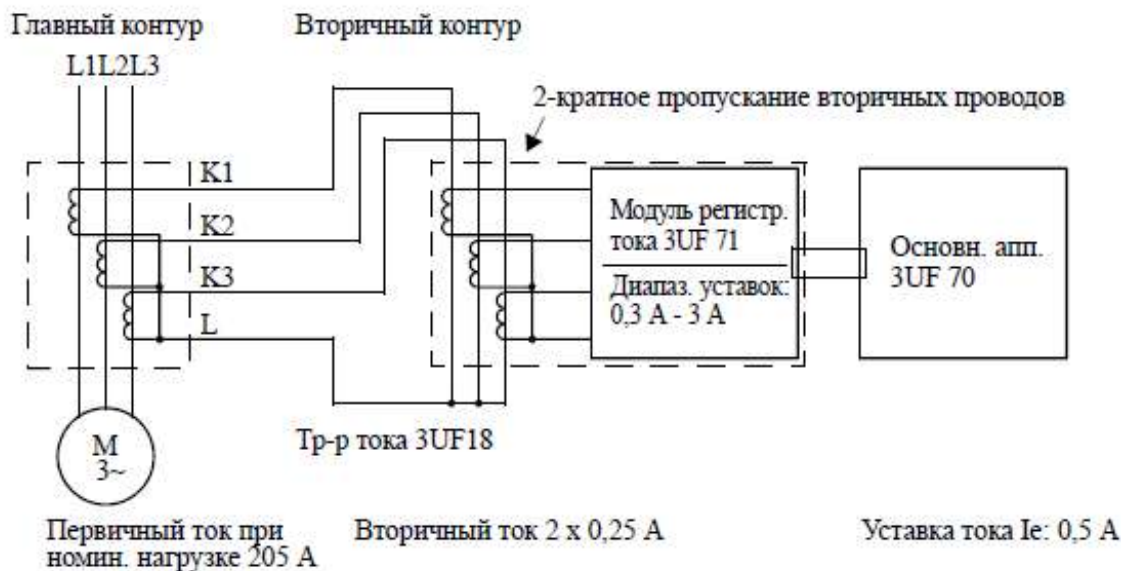 Главный контур
Вторичный контур
L1L2L3
2-кратное пропускание вторичных проводов
K1
K2
K3
L
Модуль регистр.
тока 3UF 71
Диапаз. уставок:
0,3 А - 3 А
Основн. апп.
3UF 70
М
3~
Тр-р тока 3UF18
Первичный ток при
номин. нагрузке 205 А
Вторичный ток 2 x 0,25 А
Уставка тока Ie: 0,5 А